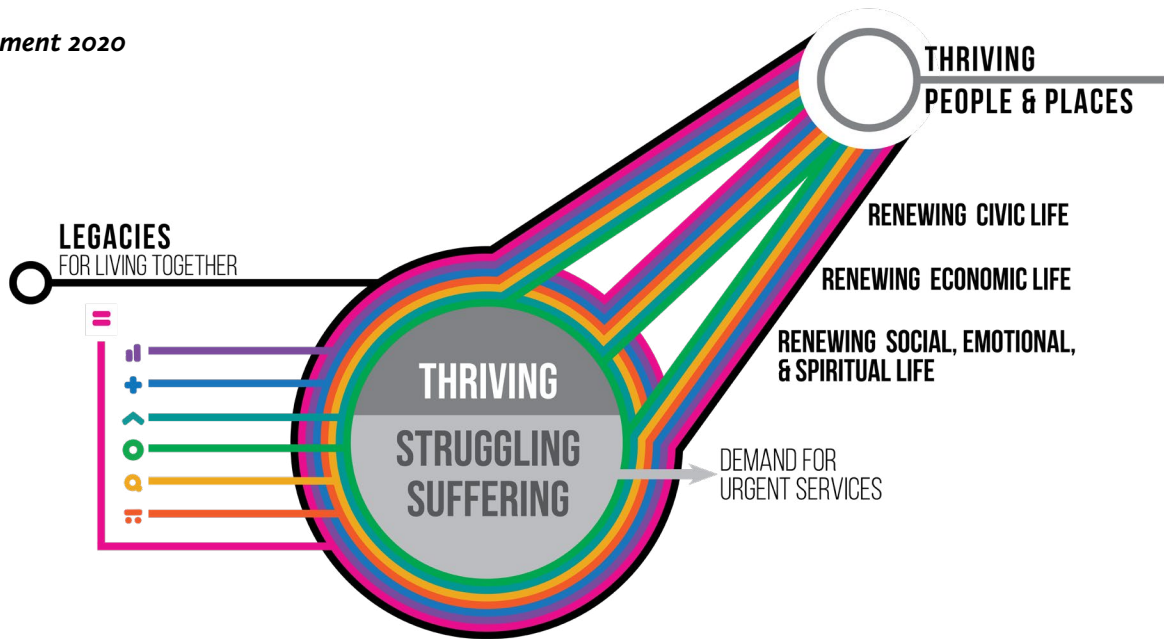 ment 2020
THRIVING
PEOPLE & PLACES
RENEWING CIVIC LIFE
LEGACIES
FOR LIVING TOGETHER
RENEWING ECONOMIC LIFE
RENEWING SOCIAL, EMOTIONAL,
& SPIRITUAL LIFE
THRIVING
STRUGGLING
SUFFERING
DEMAND FOR
URGENT SERVICES